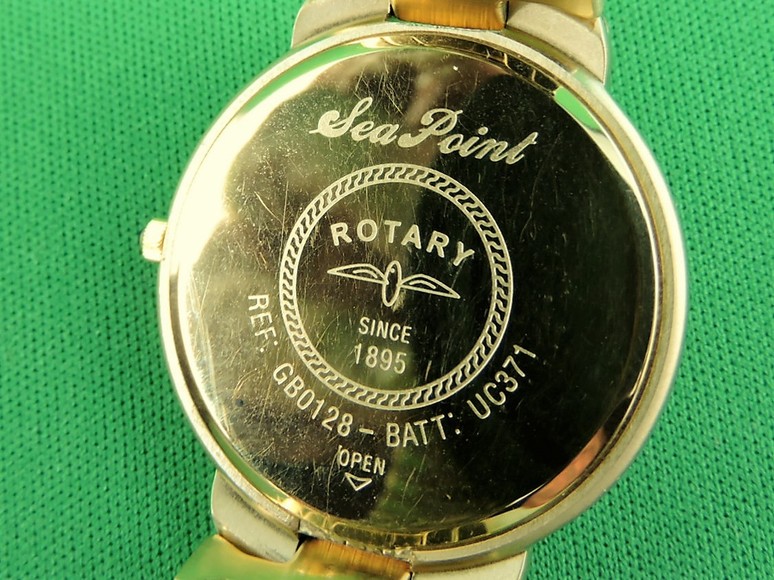 Sea Point
ROTARY
SINCE
1895
REF: GB0128 - BATT: UC371
OPEN